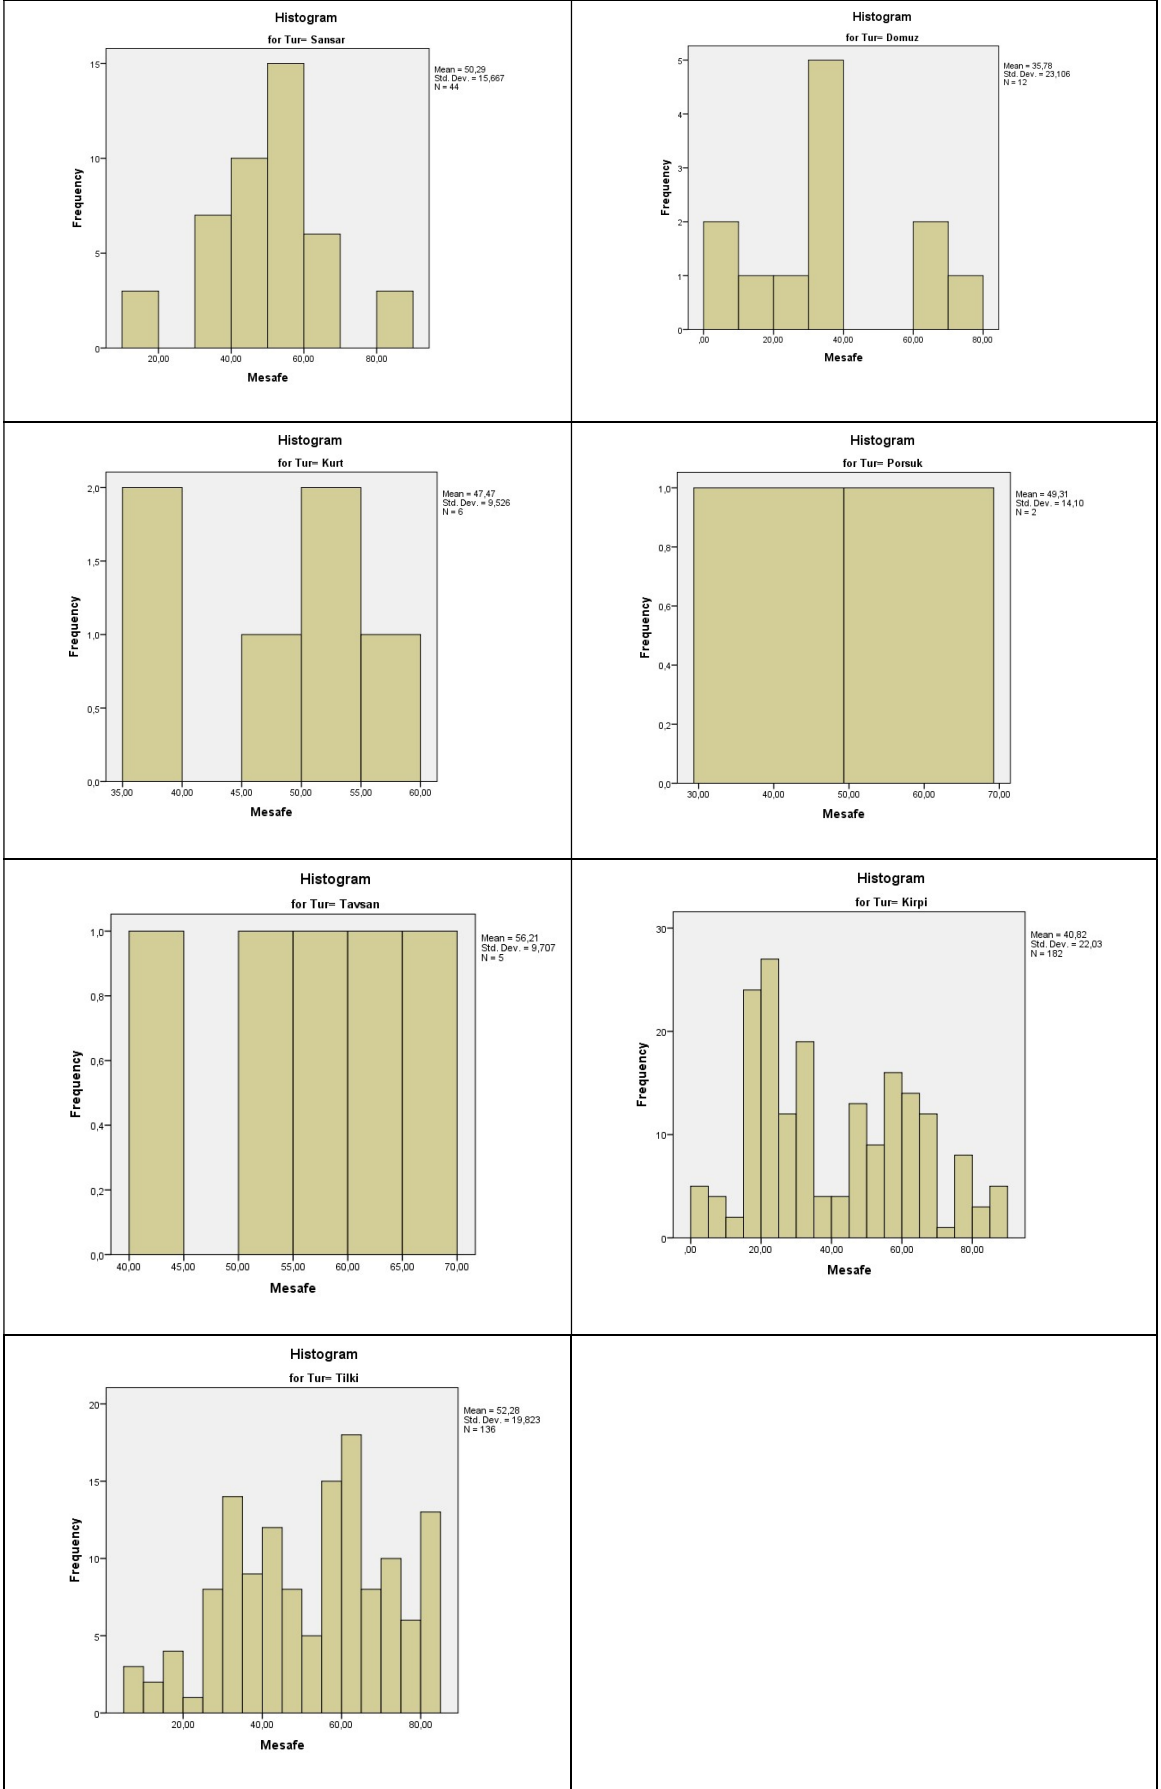 Histogram
for Tur= Sansar
Mean = 50,29
Std. Dev. = 15,667
N = 44
Frequency
15
10
5
0
20,00 40,00 60,00 80,00
Mesafe
Histogram
for Tur= Domuz
Mean = 35,78
Std. Dev. = 23,106
N = 12
Frequency
5
4
3
2
1
0
,00 20,00 40,00 60,00 80,00
Mesafe
Histogram
for Tur= Kurt
Mean = 47,47
Std. Dev. = 9,526
N = 6
Frequency
2,0
1,5
1,0
0,5
0,0
35,00 40,00 45,00 50,00 55,00 60,00
Mesafe
Histogram
for Tur= Porsuk
Mean = 49,31
Std. Dev. = 14,10
N = 2
Frequency
1,0
0,8
0,6
0,4
0,2
0,0
30,00 40,00 50,00 60,00 70,00
Mesafe
Histogram
for Tur= Tavsan
Mean = 56,21
Std. Dev. = 9,707
N = 5
Frequency
1,0
0,8
0,6
0,4
0,2
0,0
40,00 45,00 50,00 55,00 60,00 65,00 70,00
Mesafe
Histogram
for Tur= Kirpi
Mean = 40,82
Std. Dev. = 22,03
N = 182
Frequency
30
20
10
0
,00 20,00 40,00 60,00 80,00
Mesafe
Histogram
for Tur= Tilki
Mean = 52,28
Std. Dev. = 19,823
N = 136
Frequency
20
15
10
5
0
20,00 40,00 60,00 80,00
Mesafe